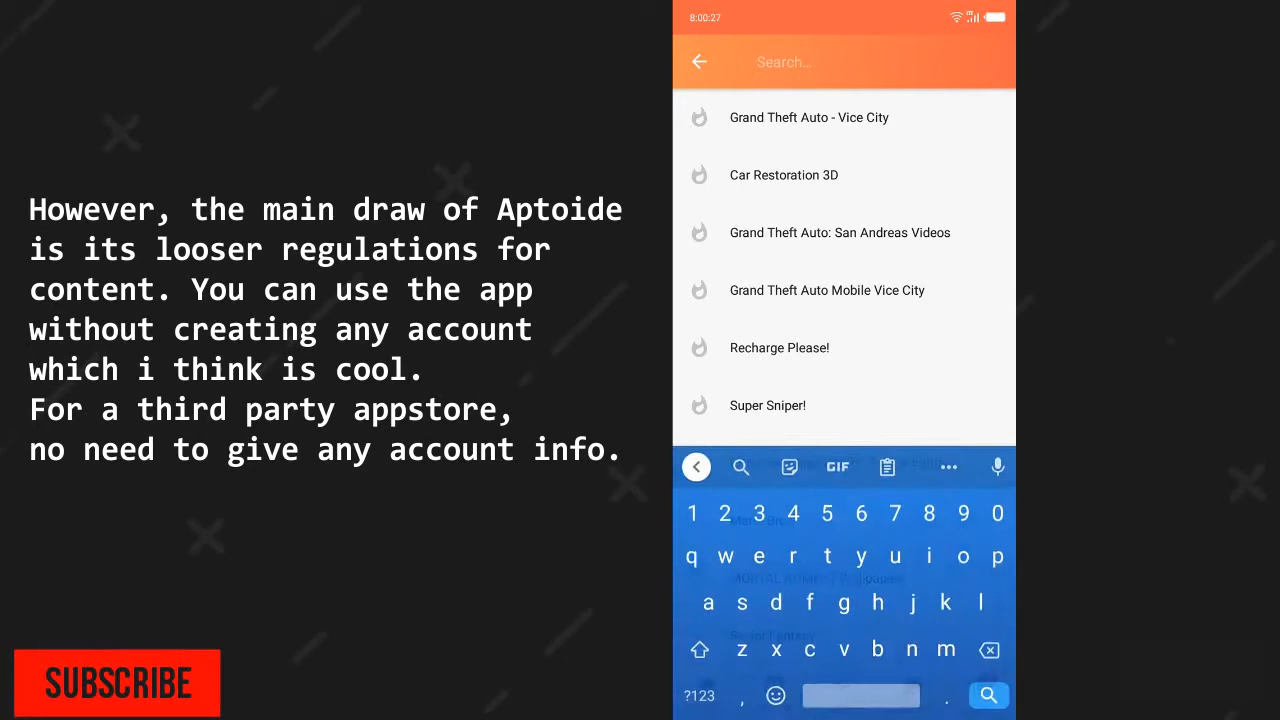 However, the main draw of Aptoide
is its looser regulations for
content. You can use the app
without creating any account
which i think is cool.
For a third party appstore,
no need to give any account info.
SUBSCRIBE
8:00:27
Search...
Grand Theft Auto - Vice City
Car Restoration 3D
Grand Theft Auto: San Andreas Videos
Grand Theft Auto Mobile Vice City
Recharge Please!
Super Sniper!
GIF
1 2 3 4 5 6 7 8 9 0
q w e r t y u i o p
a s d f g h j k l
z x c v b n m
?123 , .